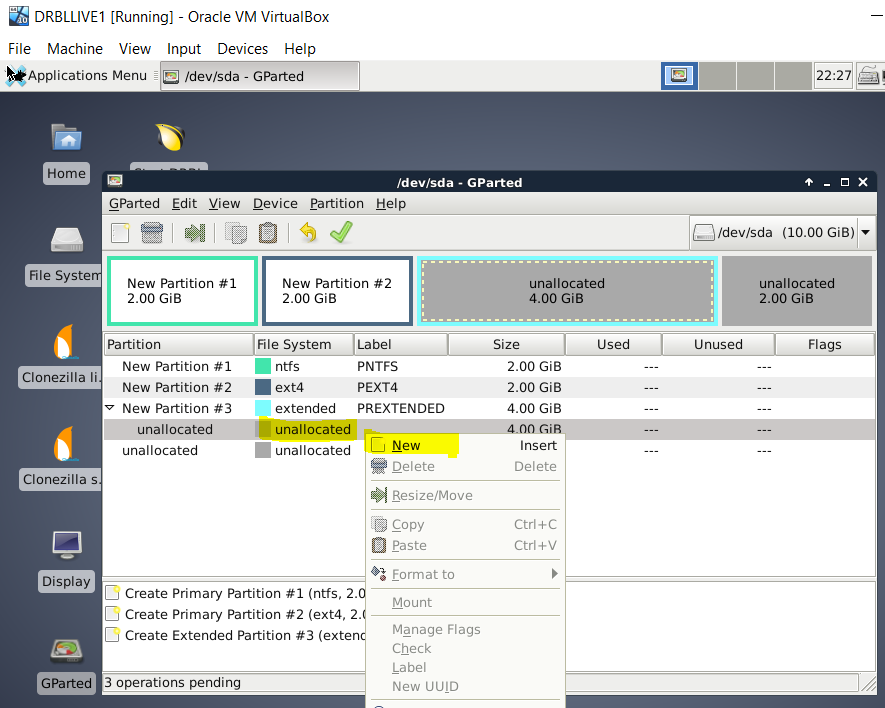 DRBLLIVE1 [Running] - Oracle VM VirtualBox
File Machine View Input Devices Help
Applications Menu /dev/sda - GParted 22:27
Home
File System
Clonezilla li.
Clonezilla s.
Display
GParted
/dev/sda - GParted
GParted Edit View Device Partition Help
/dev/sda (10.00 GiB)
New Partition #1 New Partition #2 unallocated unallocated
2.00 GiB 2.00 GiB 4.00 GiB 2.00 GiB
Partition File System Label Size Used Unused Flags
New Partition #1 ntfs PNTFS 2.00 GiB --- ---
New Partition #2 ext4 PEXT4 2.00 GiB --- ---
New Partition #3 extended PREXTENDED 4.00 GiB --- ---
unallocated unallocated 4.00 GiB --- ---
unallocated unallocated --- ---
New Insert
Delete Delete
Resize/Move
Copy Ctrl+C
Paste Ctrl+V
Format to
Mount
Manage Flags
Check
Label
New UUID
Create Primary Partition #1 (ntfs, 2.0
Create Primary Partition #2 (ext4, 2.0
Create Extended Partition #3 (extend
3 operations pending